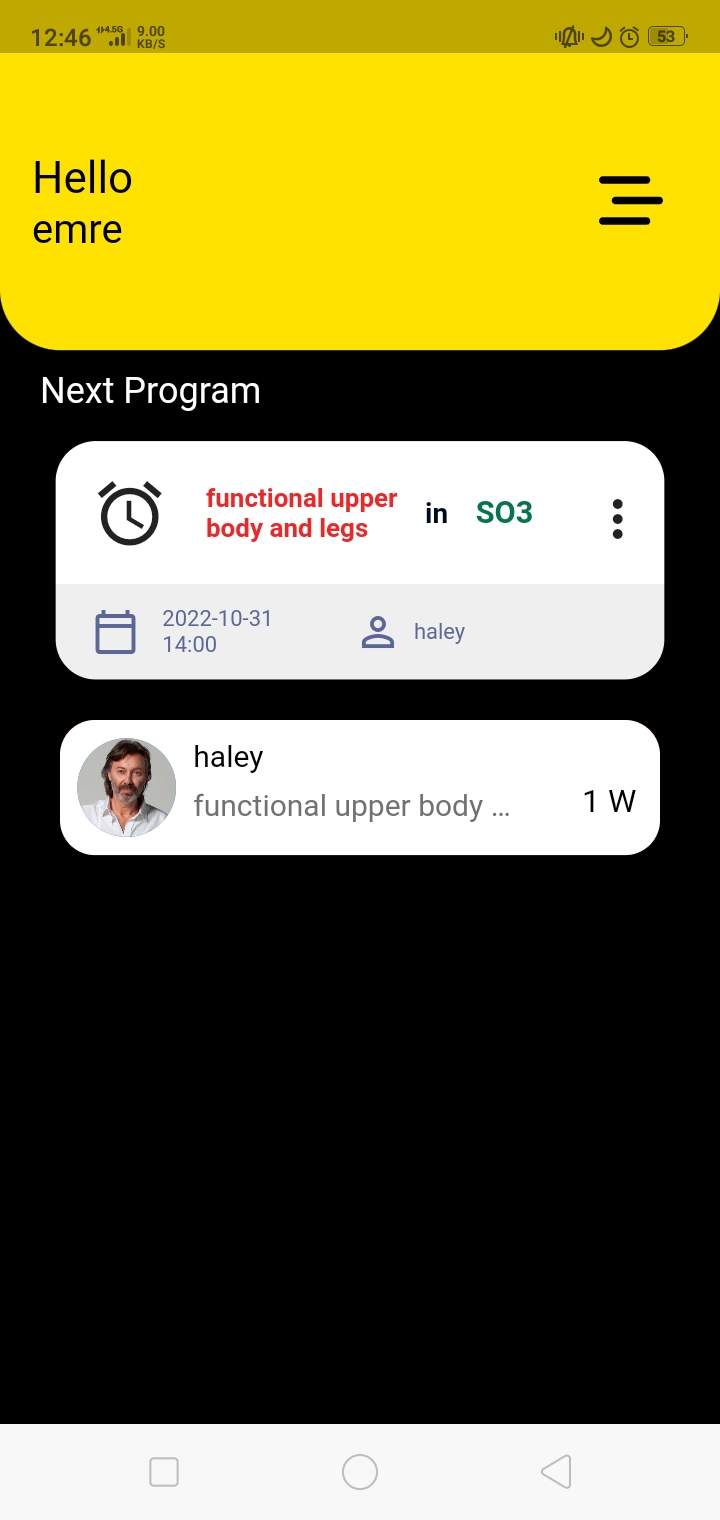 12:46 4.5G 9.00 KB/S 53
Hello
emre
Next Program
functional upper
body and legs
in SO3
2022-10-31
14:00
haley
haley
functional upper body ...
1 W